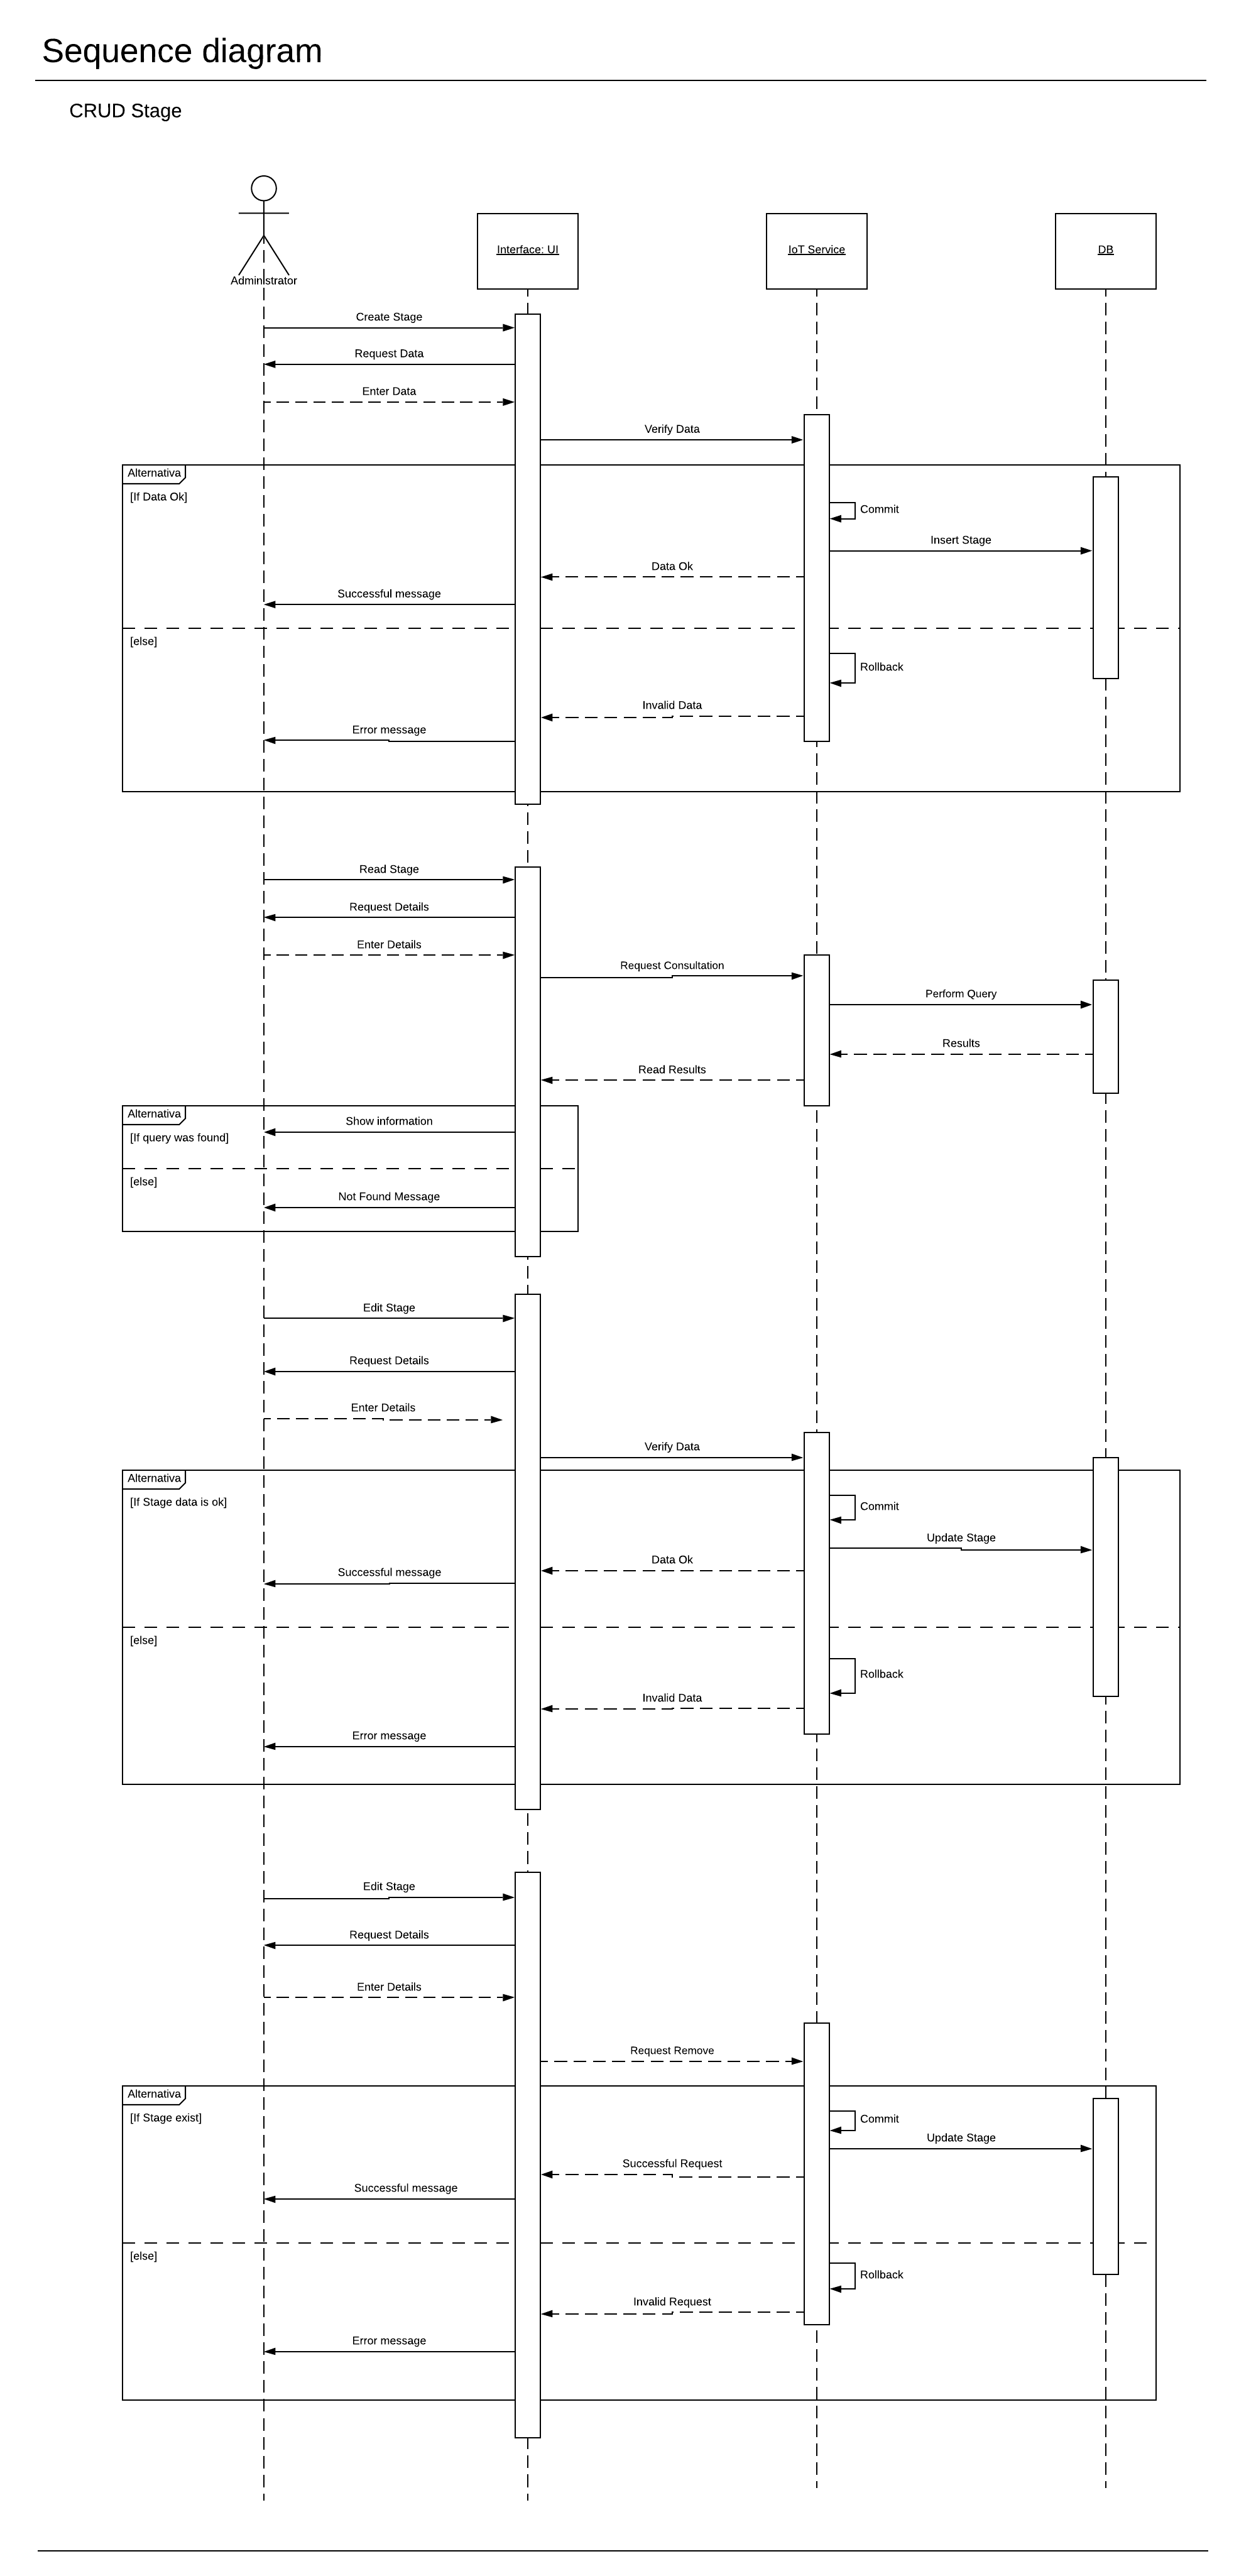 Sequence diagram
CRUD Stage
Administrator
Interface: UI
IoT Service
DB
Create Stage
Request Data
Enter Data
Verify Data
Alternativa
[If Data Ok]
Commit
Insert Stage
Data Ok
Successful message
[else]
Rollback
Invalid Data
Error message
Read Stage
Request Details
Enter Details
Request Consultation
Perform Query
Results
Read Results
Alternativa
Show information
[If query was found]
[else]
Not Found Message
Edit Stage
Request Details
Enter Details
Verify Data
Alternativa
[If Stage data is ok]
Commit
Update Stage
Data Ok
Successful message
[else]
Rollback
Invalid Data
Error message
Edit Stage
Request Details
Enter Details
Request Remove
Alternativa
[If Stage exist]
Commit
Update Stage
Successful Request
Successful message
[else]
Rollback
Invalid Request
Error message